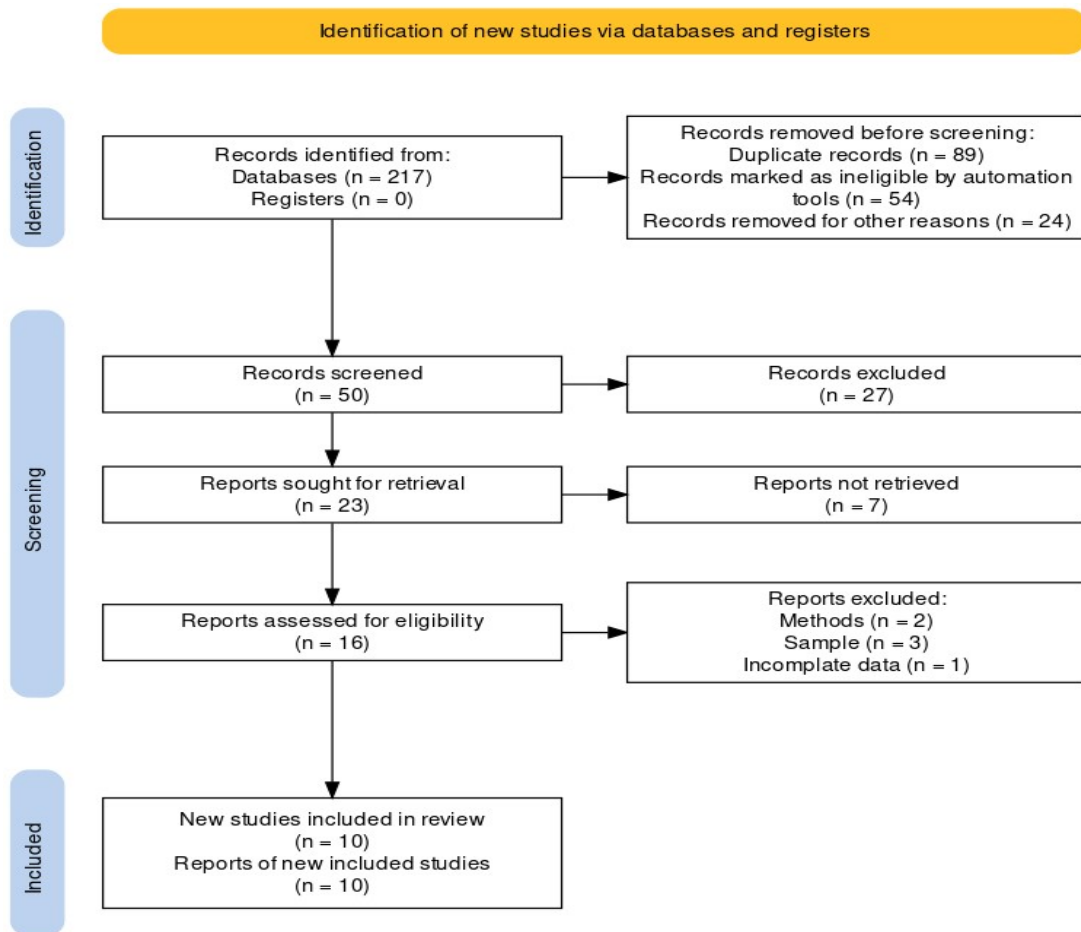 Identification of new studies via databases and registers
Identification
Records identified from:
Databases (n = 217)
Registers (n = 0)
Records removed before screening:
Duplicate records (n = 89)
Records marked as ineligible by automation
tools (n = 54)
Records removed for other reasons (n = 24)
Screening
Records screened
(n = 50)
Records excluded
(n = 27)
Reports sought for retrieval
(n = 23)
Reports not retrieved
(n = 7)
Reports assessed for eligibility
(n = 16)
Reports excluded:
Methods (n = 2)
Sample (n = 3)
Incomplate data (n = 1)
Included
New studies included in review
(n = 10)
Reports of new included studies
(n = 10)